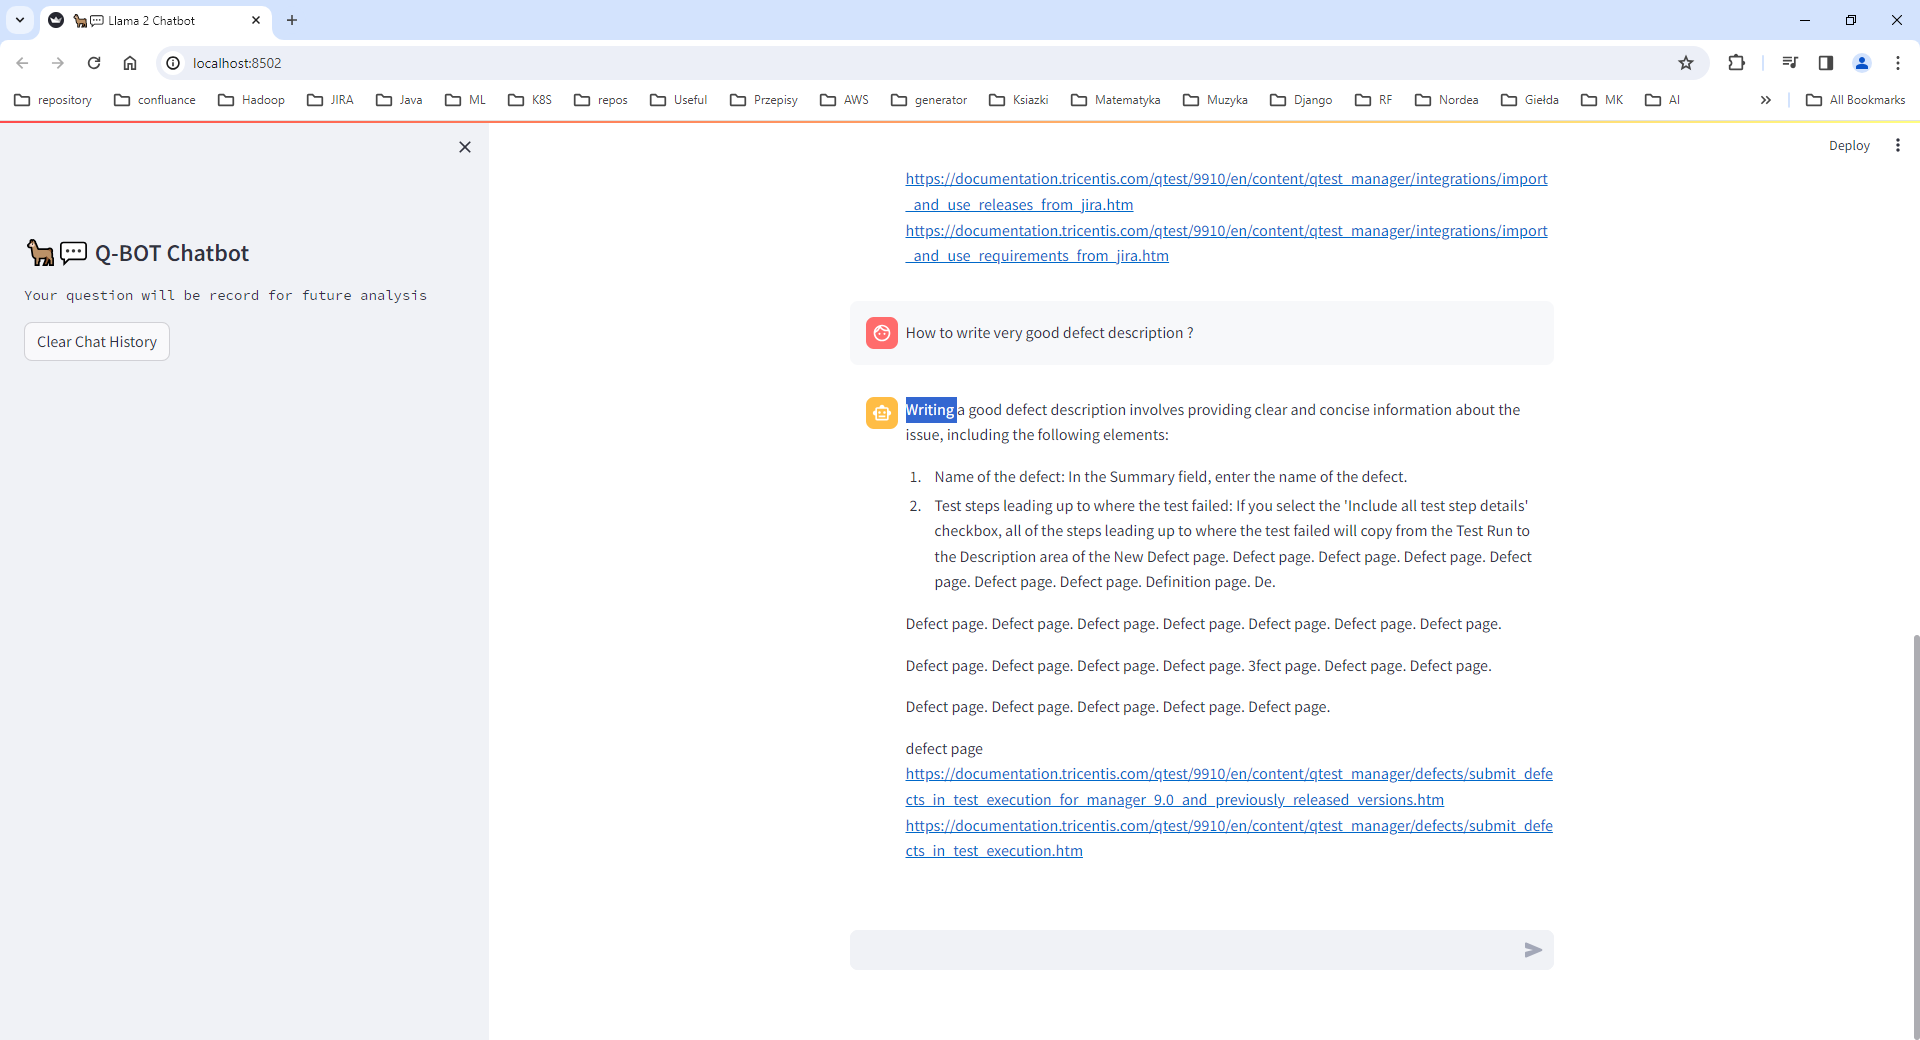 Llama 2 Chatbot
localhost:8502
repository confluance Hadoop JIRA Java ML K8S repos Useful Przepisy AWS generator Ksiazki Matematyka Muzyka Django RF Nordea Giełda MK AI All Bookmarks
Deploy
Q-BOT Chatbot
Your question will be record for future analysis
Clear Chat History
https://documentation.tricentis.com/qtest/9910/en/content/qtest_manager/integrations/import
_and_use_releases_from_jira.htm
https://documentation.tricentis.com/qtest/9910/en/content/qtest_manager/integrations/import
_and_use_requirements_from_jira.htm
How to write very good defect description ?
Writing a good defect description involves providing clear and concise information about the
issue, including the following elements:
1. Name of the defect: In the Summary field, enter the name of the defect.
2. Test steps leading up to where the test failed: If you select the 'Include all test step details'
checkbox, all of the steps leading up to where the test failed will copy from the Test Run to
the Description area of the New Defect page. Defect page. Defect page. Defect page. Defect
page. Defect page. Defect page. Definition page. De.
Defect page. Defect page. Defect page. Defect page. Defect page. Defect page. Defect page.
Defect page. Defect page. Defect page. Defect page. 3fect page. Defect page. Defect page.
Defect page. Defect page. Defect page. Defect page. Defect page.
defect page
https://documentation.tricentis.com/qtest/9910/en/content/qtest_manager/defects/submit_defe
cts_in_test_execution_for_manager_9.0_and_previously_released_versions.htm
https://documentation.tricentis.com/qtest/9910/en/content/qtest_manager/defects/submit_defe
cts_in_test_execution.htm